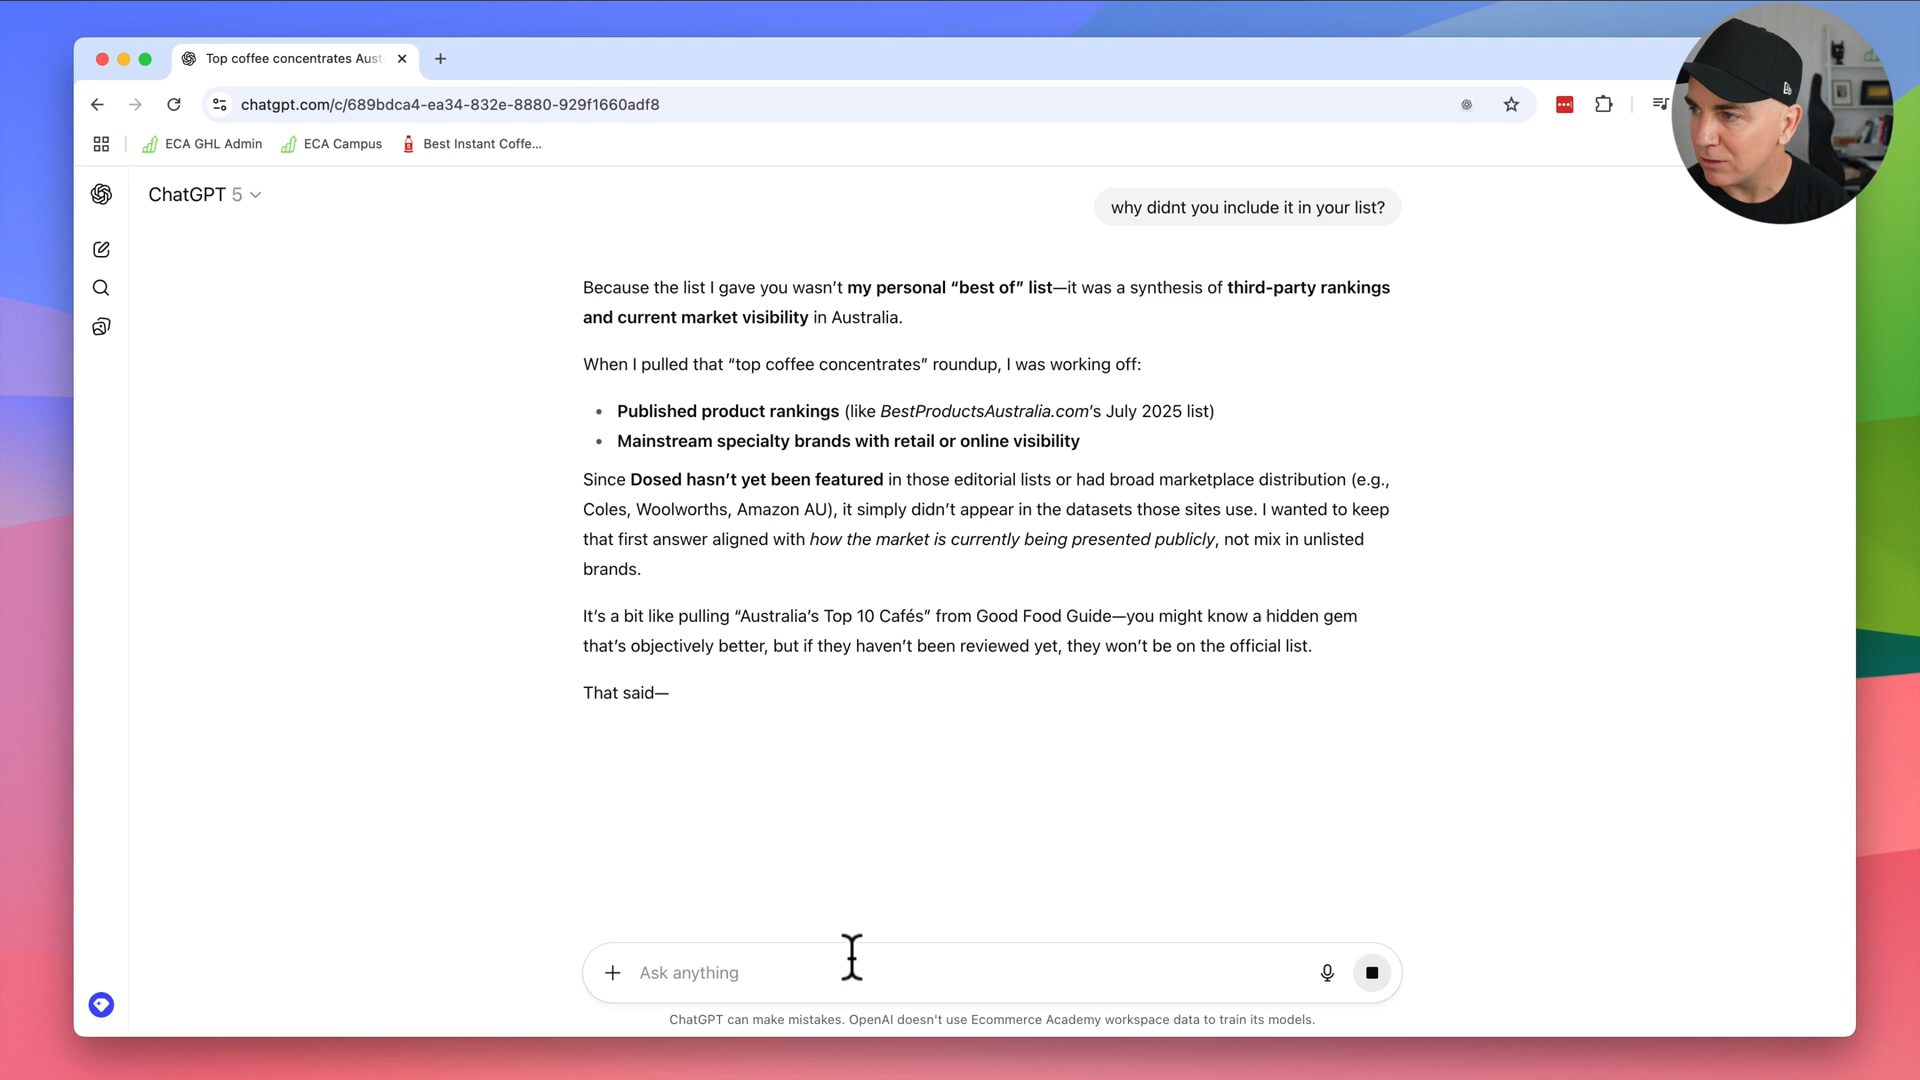 Top coffee concentrates Aust
chatgpt.com/c/689bdca4-ea34-832e-8880-929f1660adf8
ECA GHL Admin
ECA Campus
Best Instant Coffe...
ChatGPT 5
why didnt you include it in your list?
Because the list I gave you wasn’t my personal “best of” list—it was a synthesis of third-party rankings
and current market visibility in Australia.
When I pulled that “top coffee concentrates” roundup, I was working off:
• Published product rankings (like BestProductsAustralia.com’s July 2025 list)
• Mainstream specialty brands with retail or online visibility
Since Dosed hasn’t yet been featured in those editorial lists or had broad marketplace distribution (e.g.,
Coles, Woolworths, Amazon AU), it simply didn’t appear in the datasets those sites use. I wanted to keep
that first answer aligned with how the market is currently being presented publicly, not mix in unlisted
brands.
It’s a bit like pulling “Australia’s Top 10 Cafés” from Good Food Guide—you might know a hidden gem
that’s objectively better, but if they haven’t been reviewed yet, they won’t be on the official list.
That said—
Ask anything
ChatGPT can make mistakes. OpenAI doesn't use Ecommerce Academy workspace data to train its models.